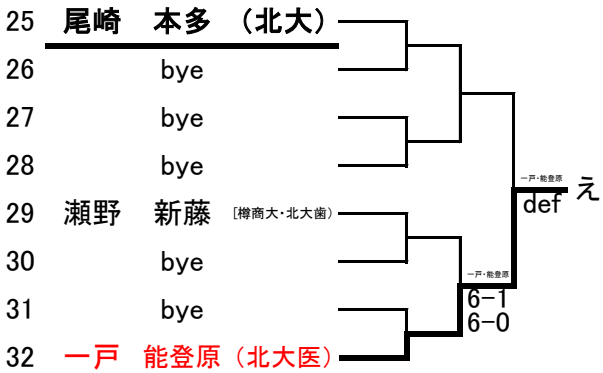 25 尾崎 本多 (北大)
26 bye
27 bye
28 bye
一戸・能登原
def え
29 瀬野 新藤 [樽商大・北大歯)
30 bye
一戸・能登原
6-1
31 bye
6-0
32 一戸 能登原 (北大医)